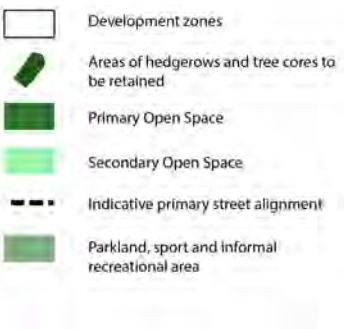 Development zones
Areas of hedgerows and tree cores to
be retained
Primary Open Space
Secondary Open Space
Indicative primary street alignment
Parkland, sport and informal
recreational area